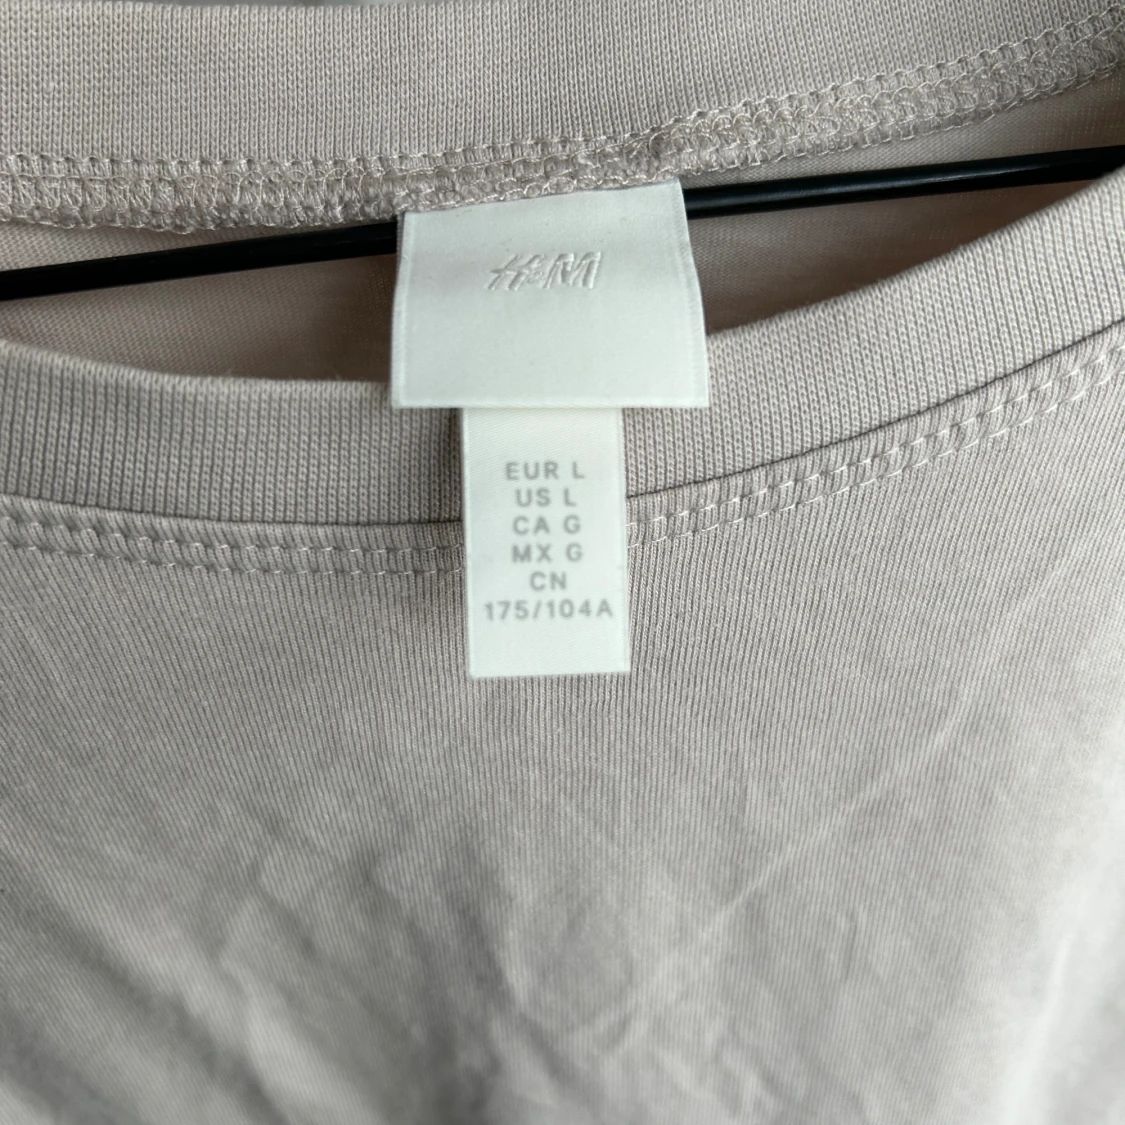 H&M
EUR L
US L
CA G
MX G
CN
175/104A